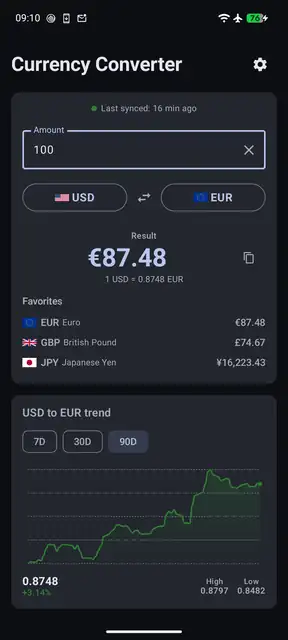 09:10
76
Currency Converter
Last synced: 16 min ago
Amount
100
USD
EUR
Result
€87.48
1 USD = 0.8748 EUR
Favorites
EUR Euro €87.48
GBP British Pound £74.67
JPY Japanese Yen ¥16,223.43
USD to EUR trend
7D 30D 90D
0.8748
+3.14%
High
0.8797
Low
0.8482